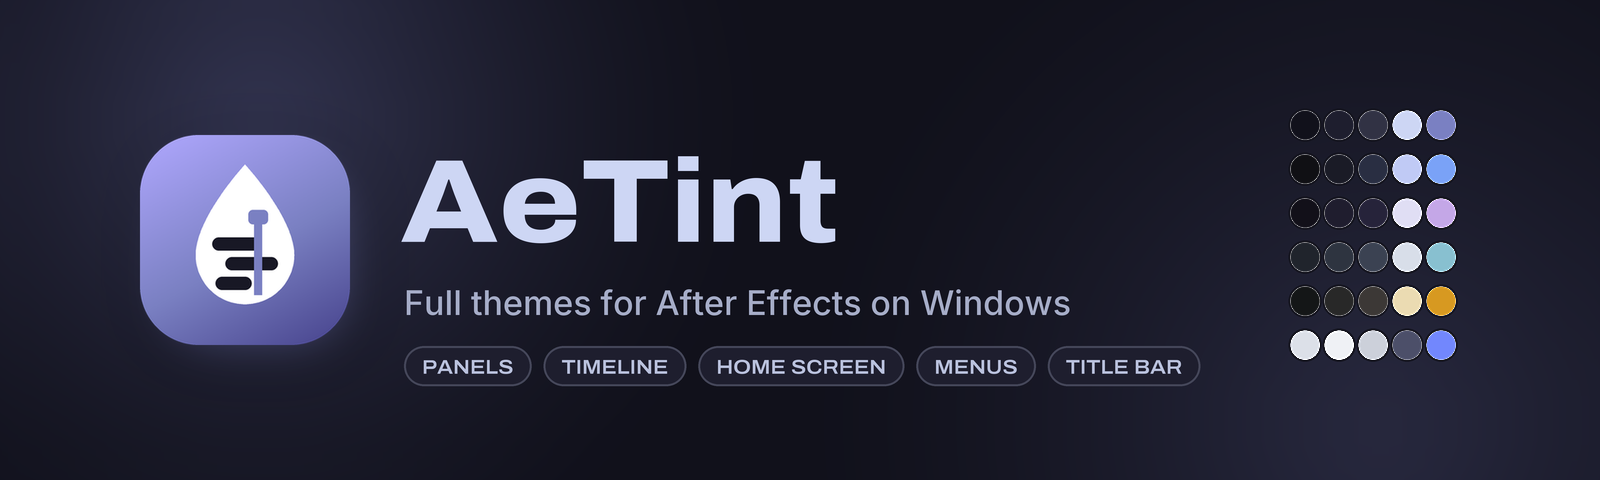 AeTint
Full themes for After Effects on Windows
PANELS TIMELINE HOME SCREEN MENUS TITLE BAR